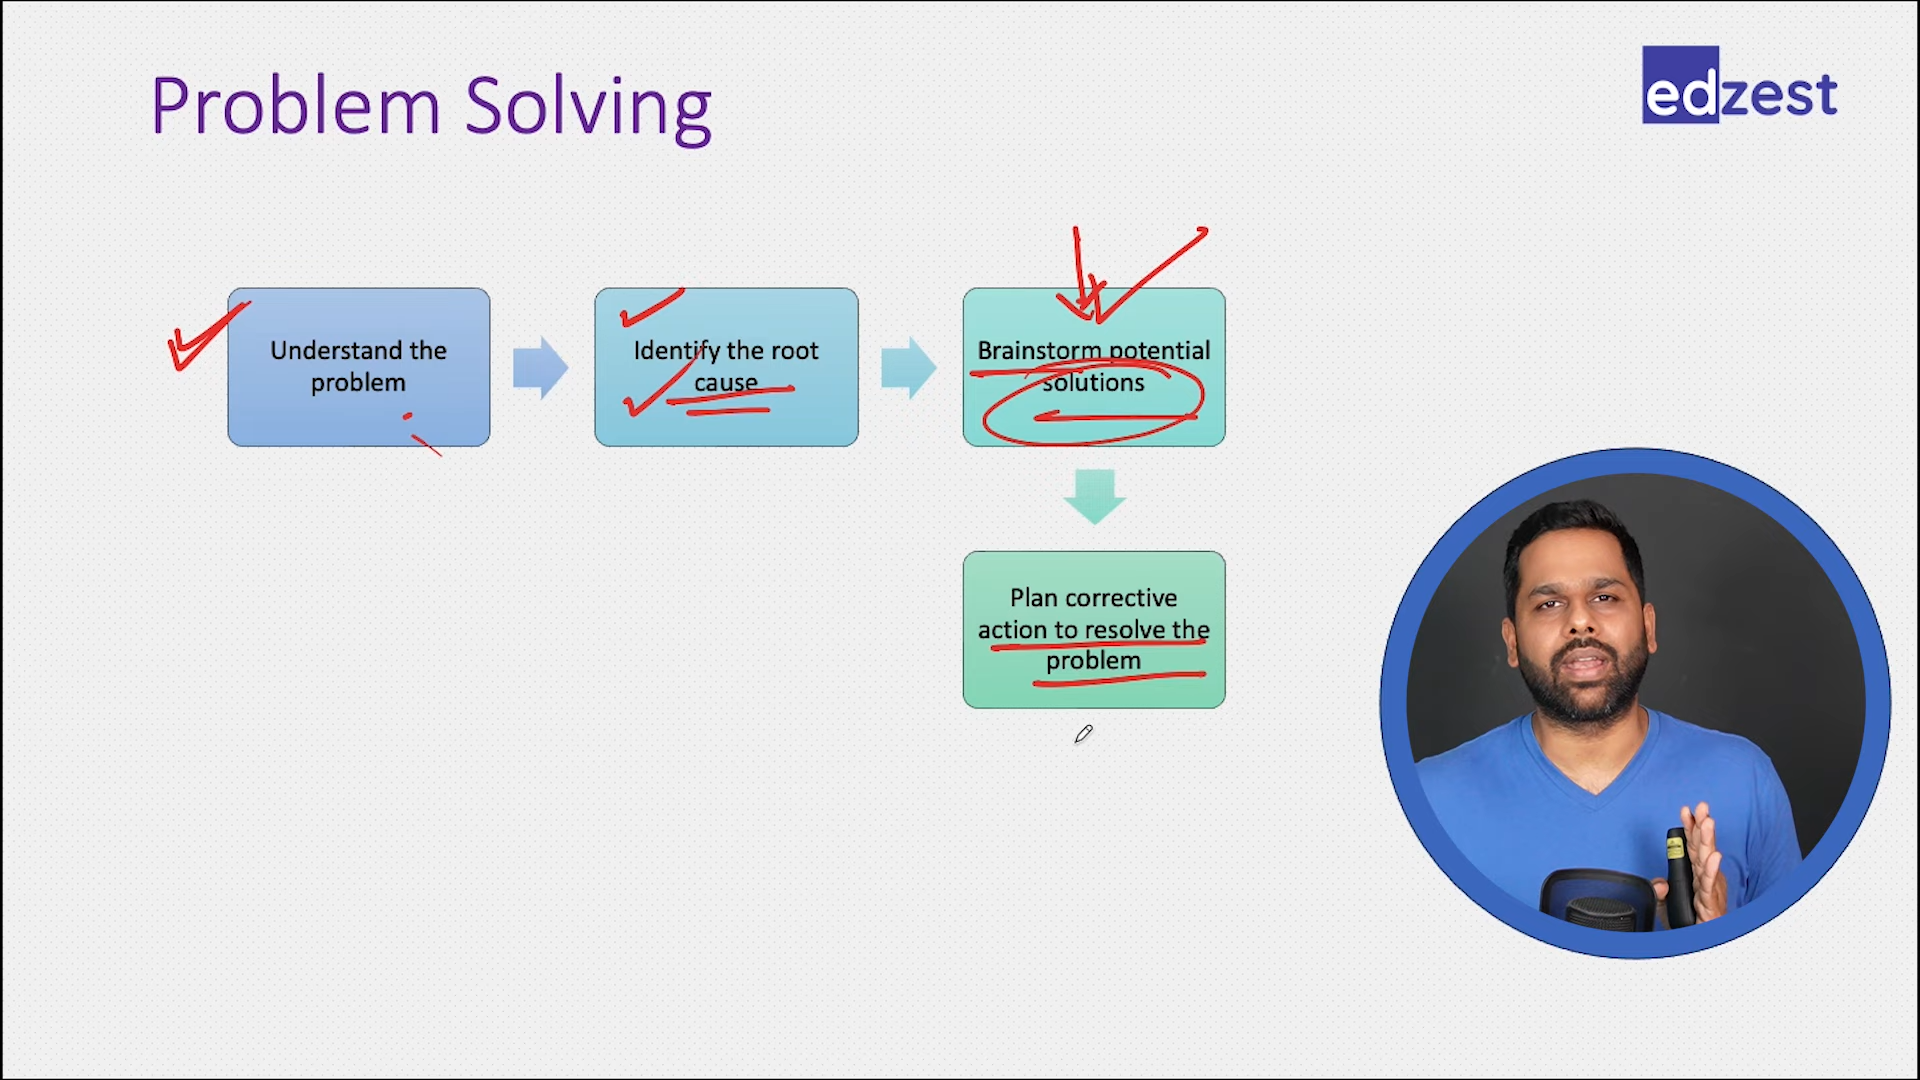 Problem Solving
edzest
Understand the
problem
Identify the root
cause
Brainstorm potential
solutions
Plan corrective
action to resolve the
problem